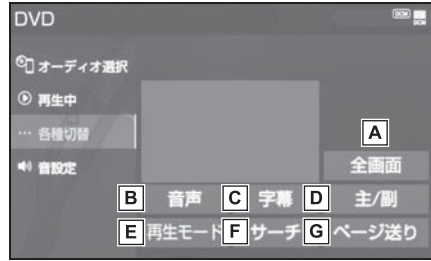 DVD
DCM
オーディオ選択
再生中
A
… 各種切替
音設定
全画面
B 音声 C 字幕 D 主/副
E 再生モード F サーチ G ページ送り